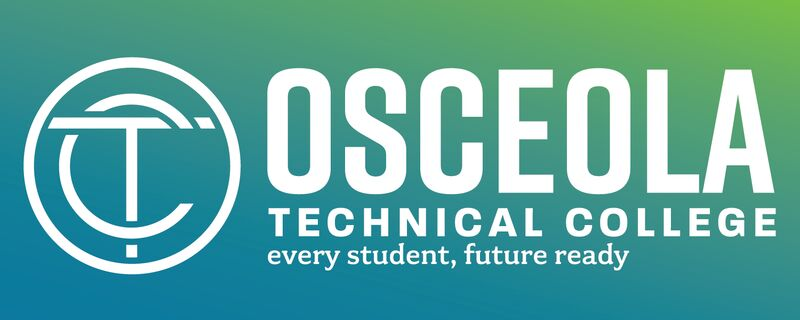 OSCEOLA
TECHNICAL COLLEGE
every student, future ready